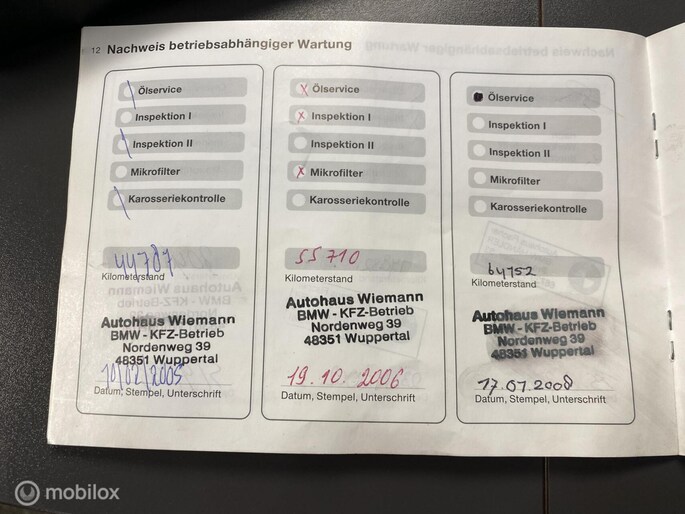 12 Nachweis betriebsabhängiger Wartung
Ölservice
Inspektion I
Inspektion II
Mikrofilter
Karosseriekontrolle
44787
Kilometerstand
Autohaus Wiemann
BMW - KFZ-Betrieb
Nordenweg 39
48351 Wuppertal
10/02/2005
Datum, Stempel, Unterschrift
Ölservice
Inspektion I
Inspektion II
Mikrofilter
Karosseriekontrolle
55710
Kilometerstand
Autohaus Wiemann
BMW - KFZ-Betrieb
Nordenweg 39
48351 Wuppertal
19.10.2006
Datum, Stempel, Unterschrift
Ölservice
Inspektion I
Inspektion II
Mikrofilter
Karosseriekontrolle
64752
Kilometerstand
Autohaus Wiemann
BMW - KFZ-Betrieb
Nordenweg 39
48351 Wuppertal
17.07.2008
Datum, Stempel, Unterschrift
mobilox